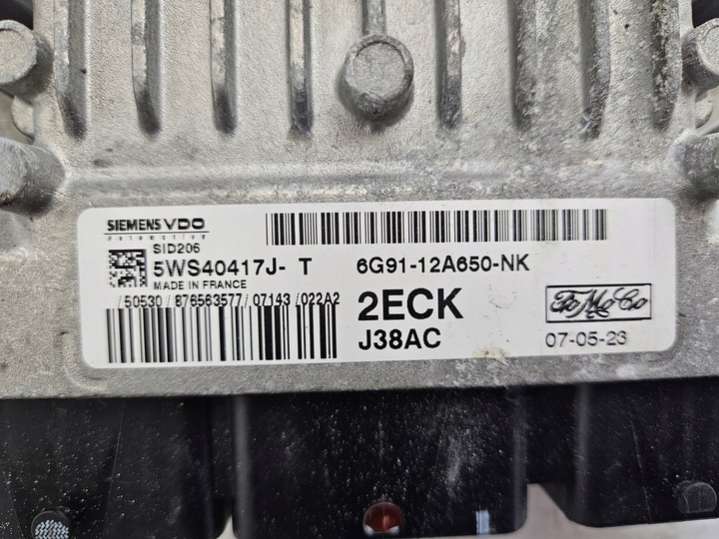 SIEMENS VDO
Automotive
SID206
5WS40417J- T 6G91-12A650-NK
MADE IN FRANCE
/50530/876563577/07143/022A2
2ECK
FoMoCo
J38AC
07-05-23